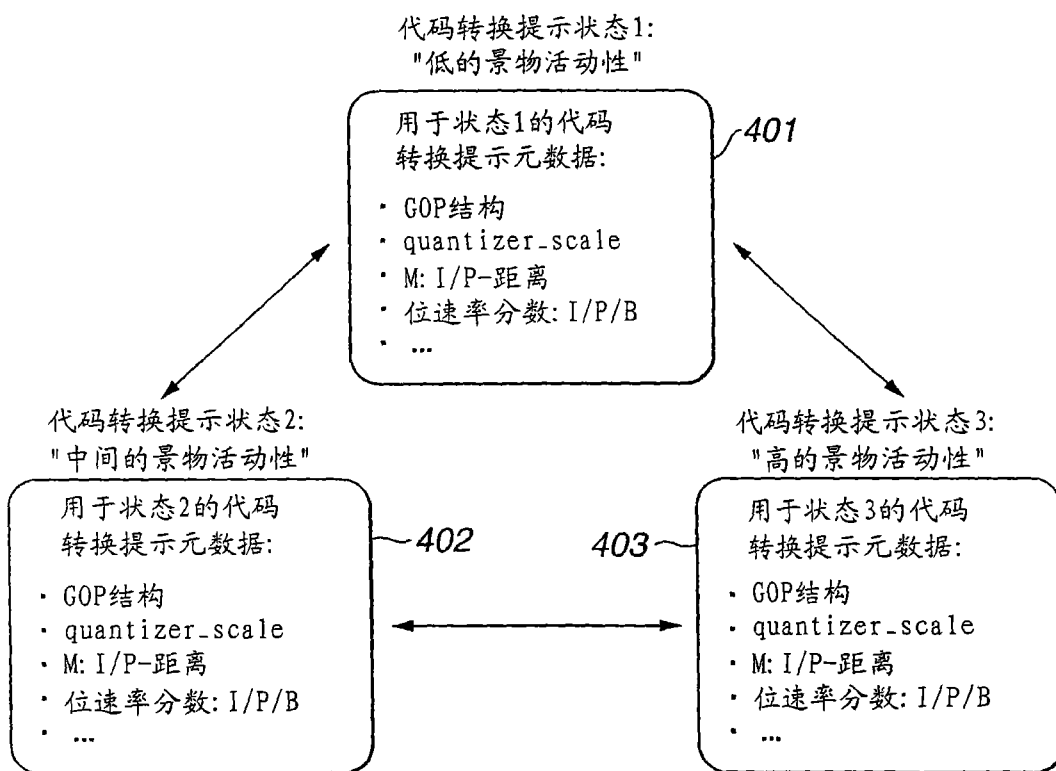 代码转换提示状态1:
"低的景物活动性"
用于状态1的代码
转换提示元数据:
· GOP结构
· quantizer_scale
· M: I/P-距离
· 位速率分数: I/P/B
· ...
401
代码转换提示状态2:
"中间的景物活动性"
用于状态2的代码
转换提示元数据:
· GOP结构
· quantizer_scale
· M: I/P-距离
· 位速率分数: I/P/B
· ...
402
代码转换提示状态3:
"高的景物活动性"
403
用于状态3的代码
转换提示元数据:
· GOP结构
· quantizer_scale
· M: I/P-距离
· 位速率分数: I/P/B
· ...